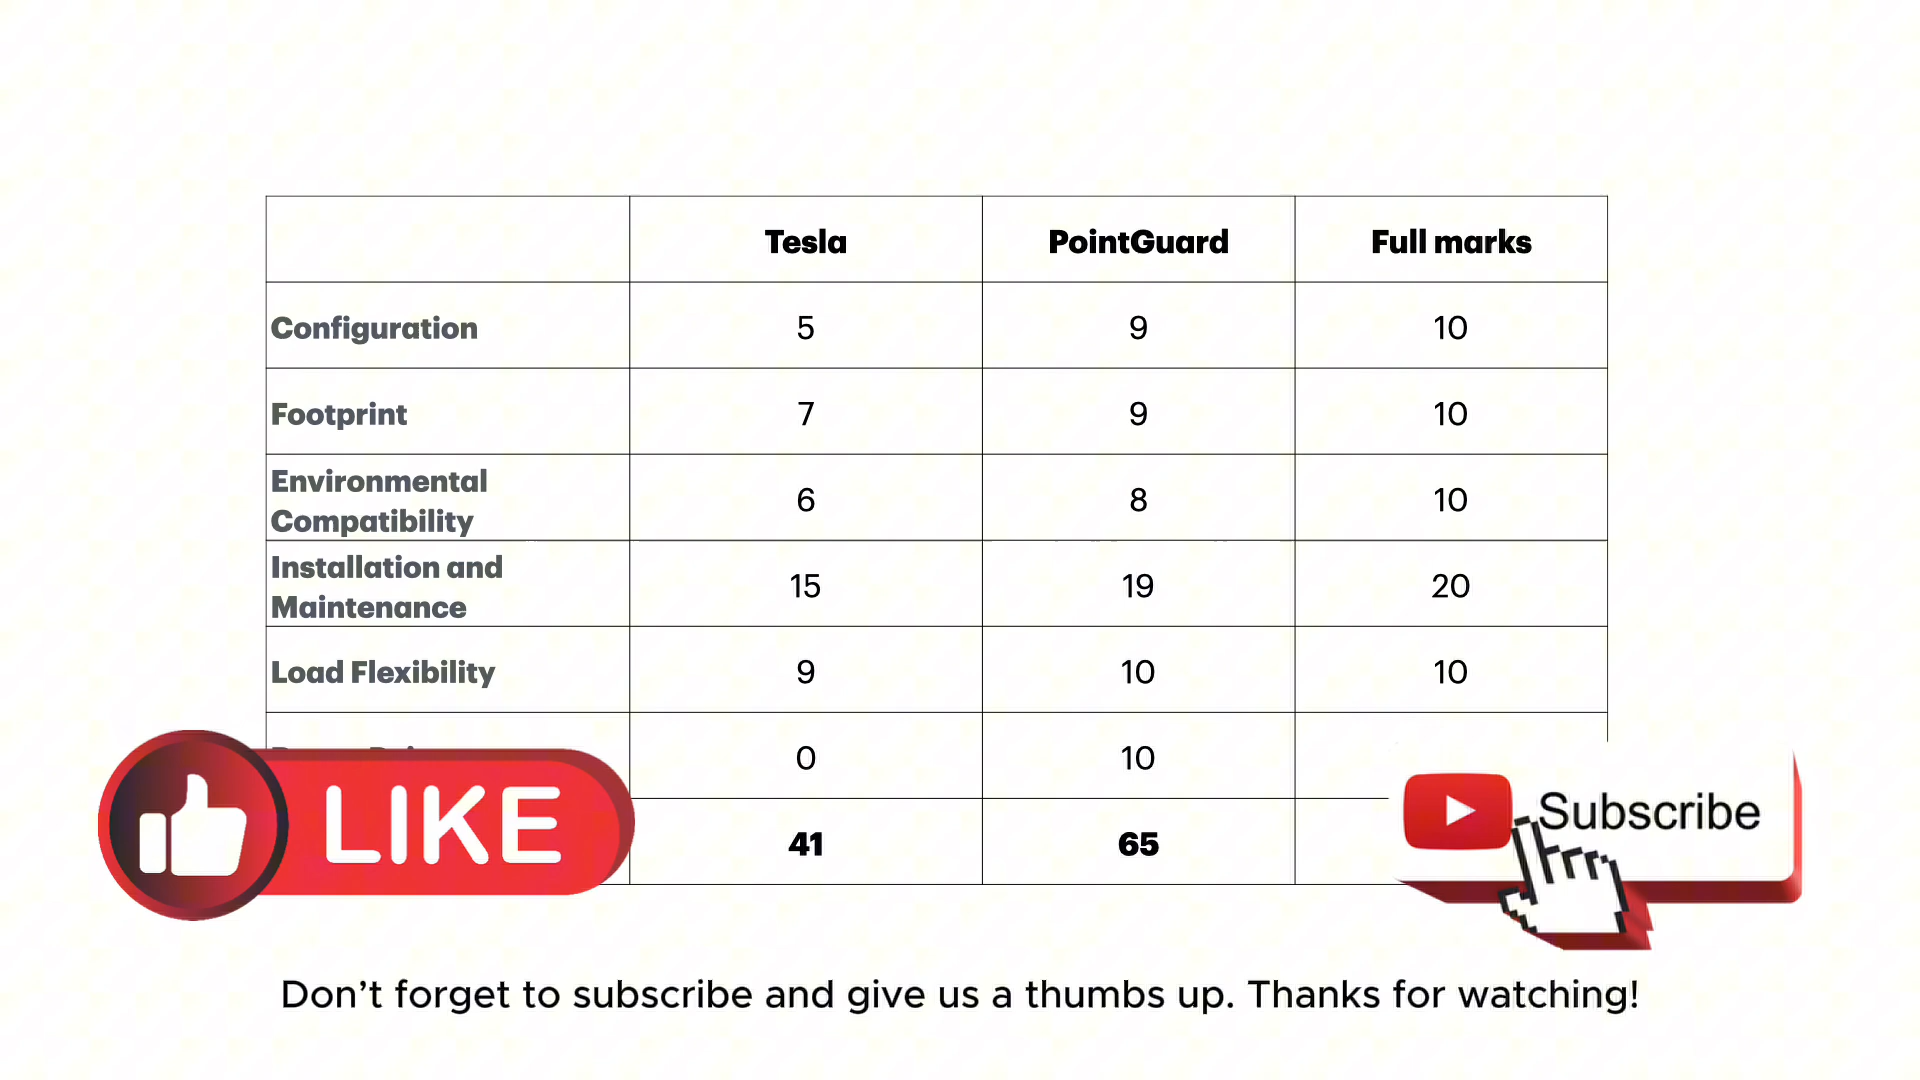 Tesla PointGuard Full marks
Configuration 5 9 10
Footprint 7 9 10
Environmental
Compatibility 6 8 10
Installation and
Maintenance 15 19 20
Load Flexibility 9 10 10
0 10
LIKE
41 65
Subscribe
Don’t forget to subscribe and give us a thumbs up. Thanks for watching!